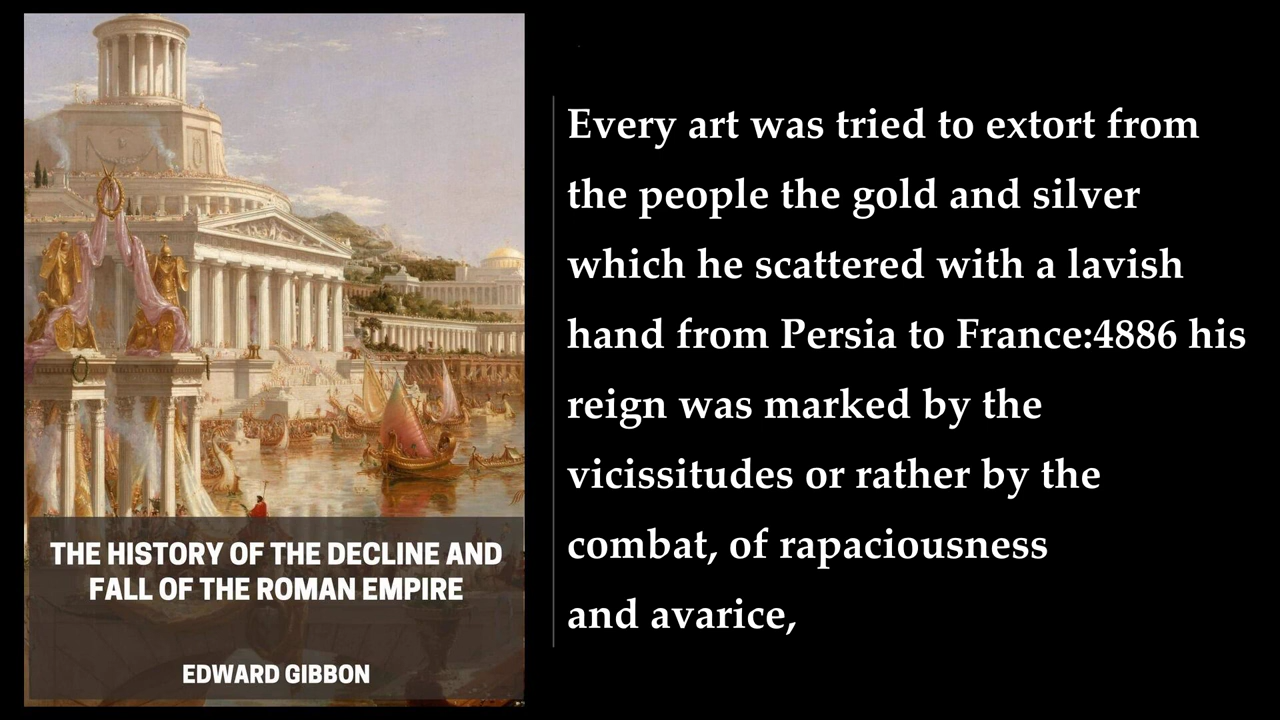 THE HISTORY OF THE DECLINE AND
FALL OF THE ROMAN EMPIRE
EDWARD GIBBON
Every art was tried to extort from
the people the gold and silver
which he scattered with a lavish
hand from Persia to France:4886 his
reign was marked by the
vicissitudes or rather by the
combat, of rapaciousness
and avarice,